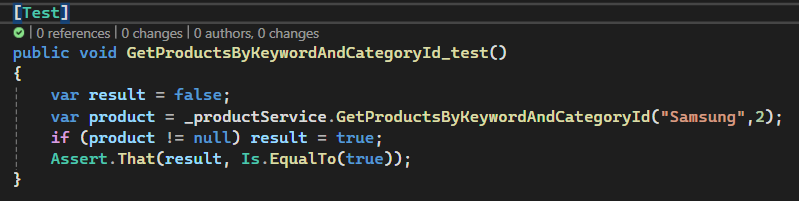 [Test]
| 0 references | 0 changes | 0 authors, 0 changes
public void GetProductsByKeywordAndCategoryId_test()
{
var result = false;
var product = _productService.GetProductsByKeywordAndCategoryId("Samsung",2);
if (product != null) result = true;
Assert.That(result, Is.EqualTo(true));
}